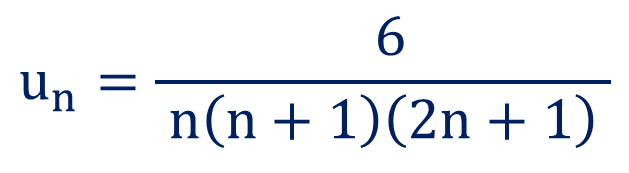 uₙ = 6 / n(n + 1)(2n + 1)